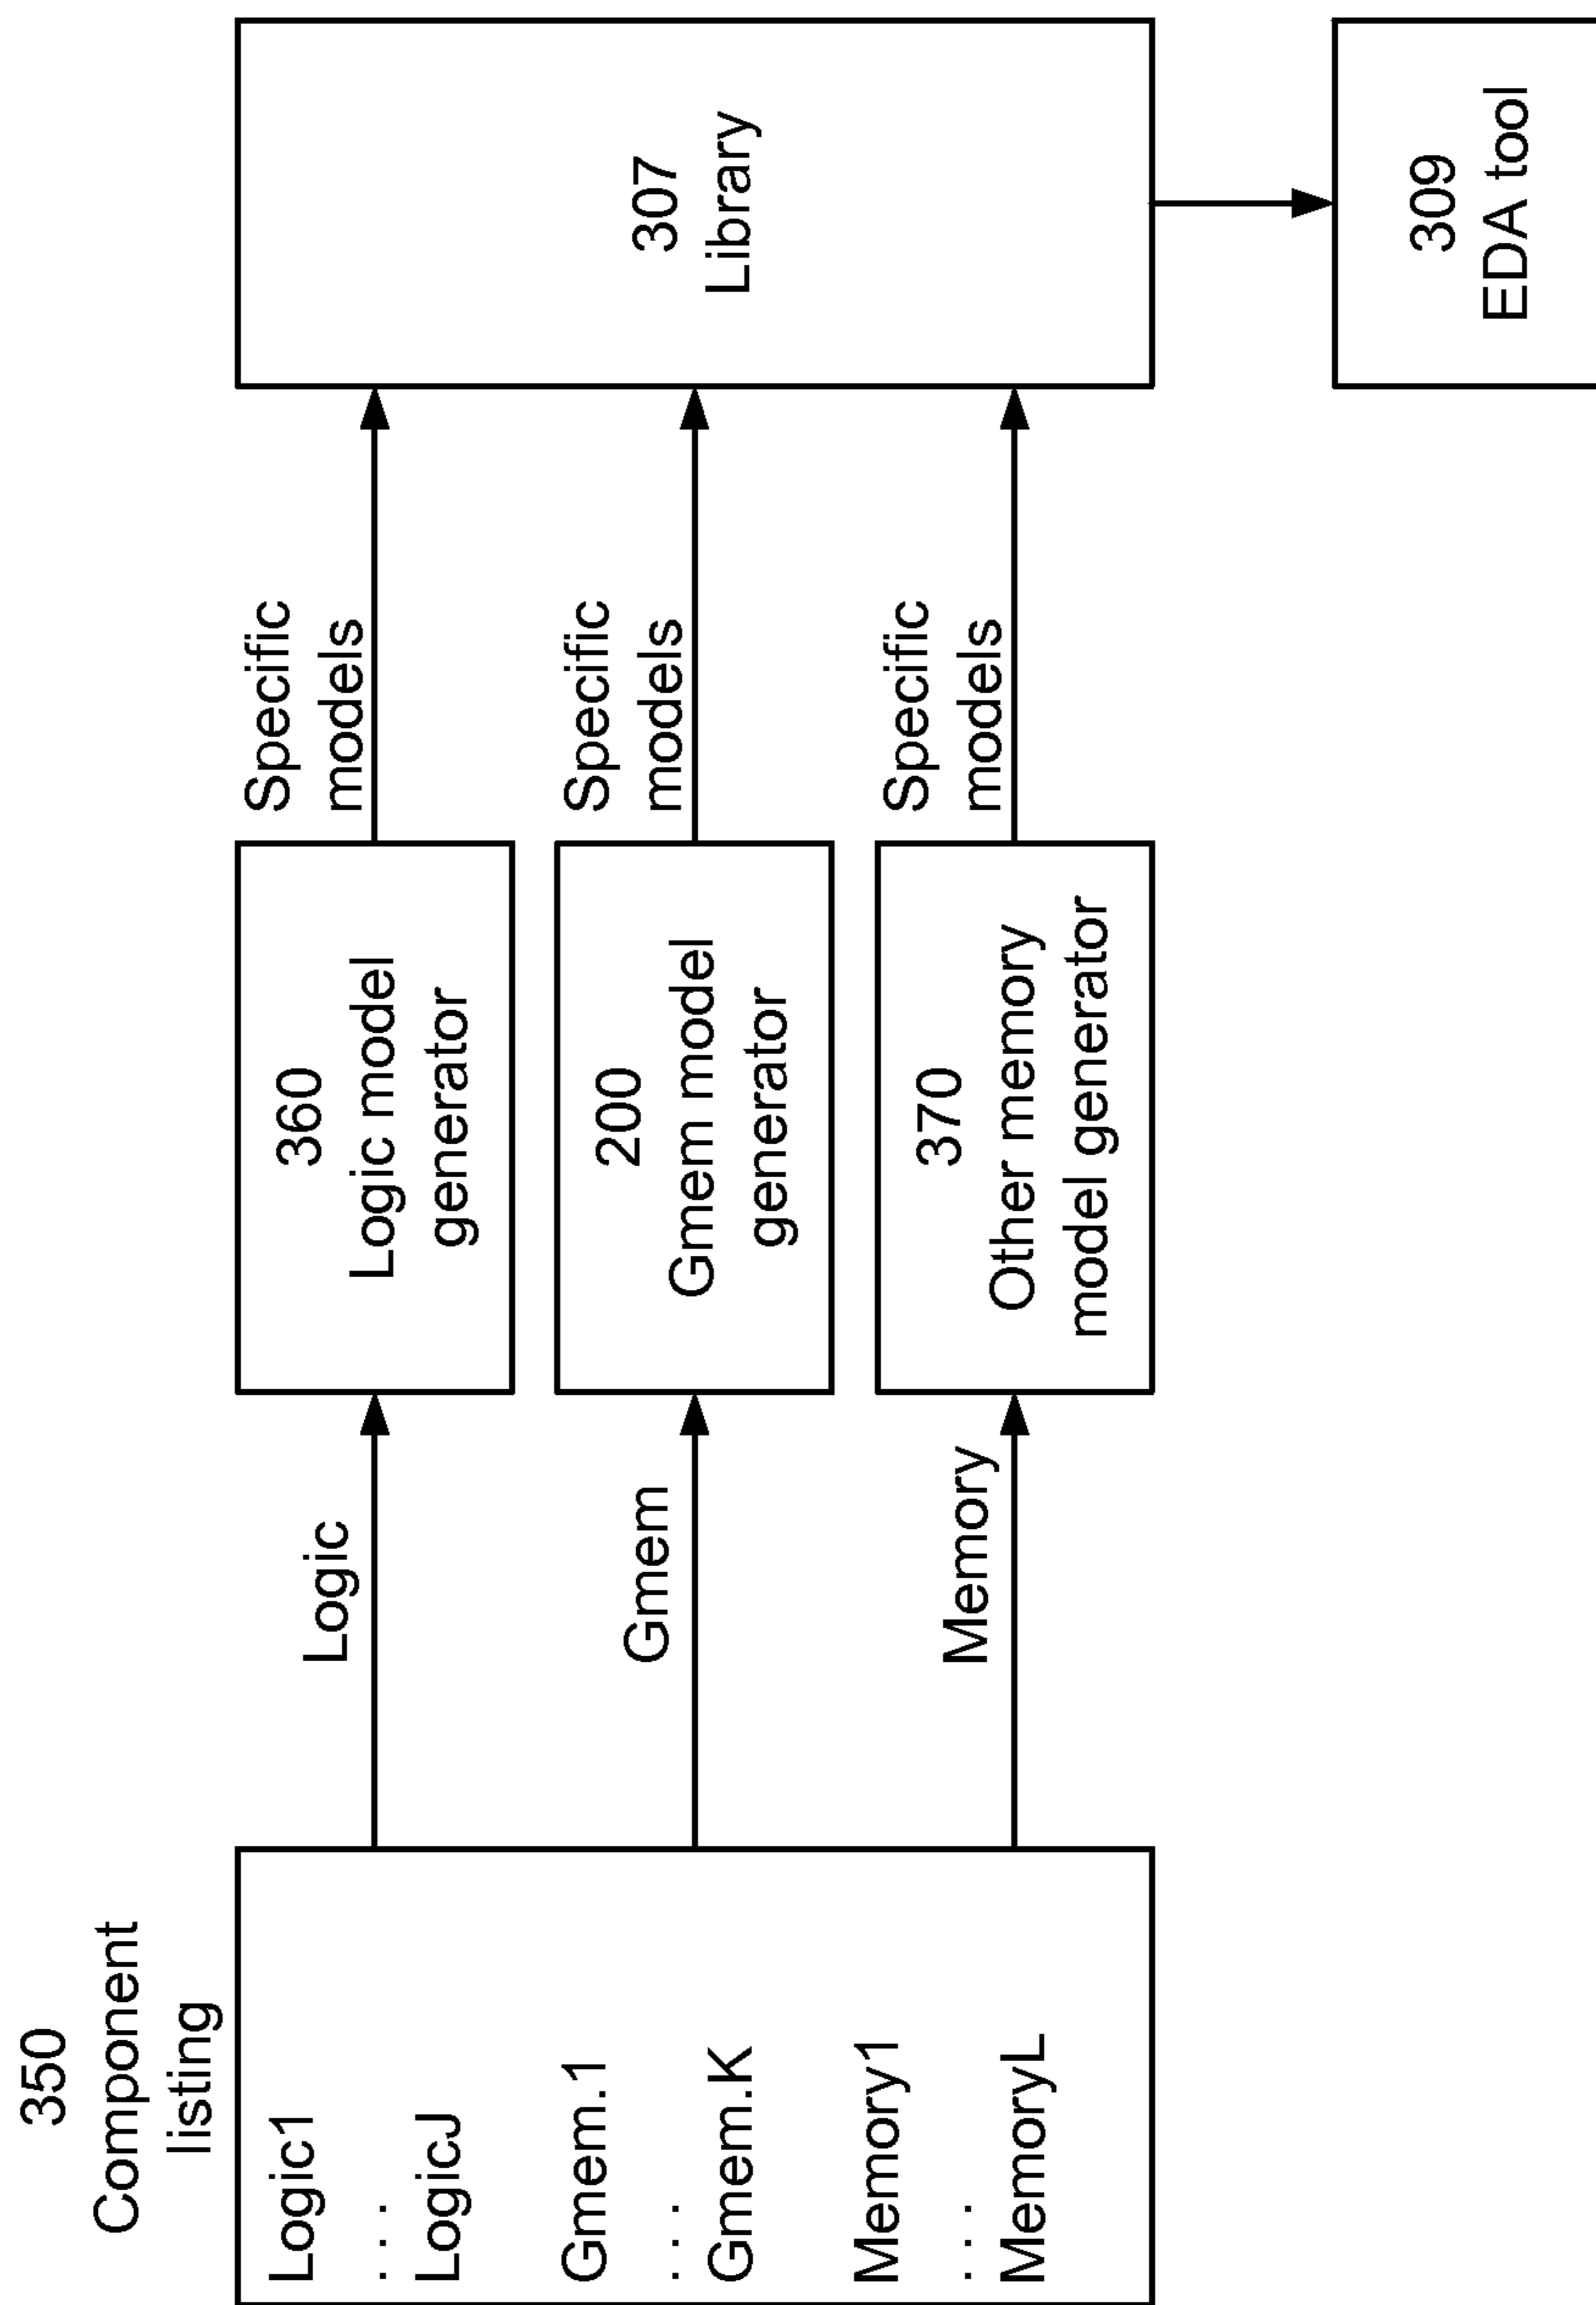 350
Component
listing
Logic1
. . .
LogicJ
Gmem.1
. . .
Gmem.K
Memory1
. . .
MemoryL
Logic
Gmem
Memory
360
Logic model
generator
200
Gmem model
generator
370
Other memory
model generator
Specific
models
Specific
models
Specific
models
307
Library
309
EDA tool